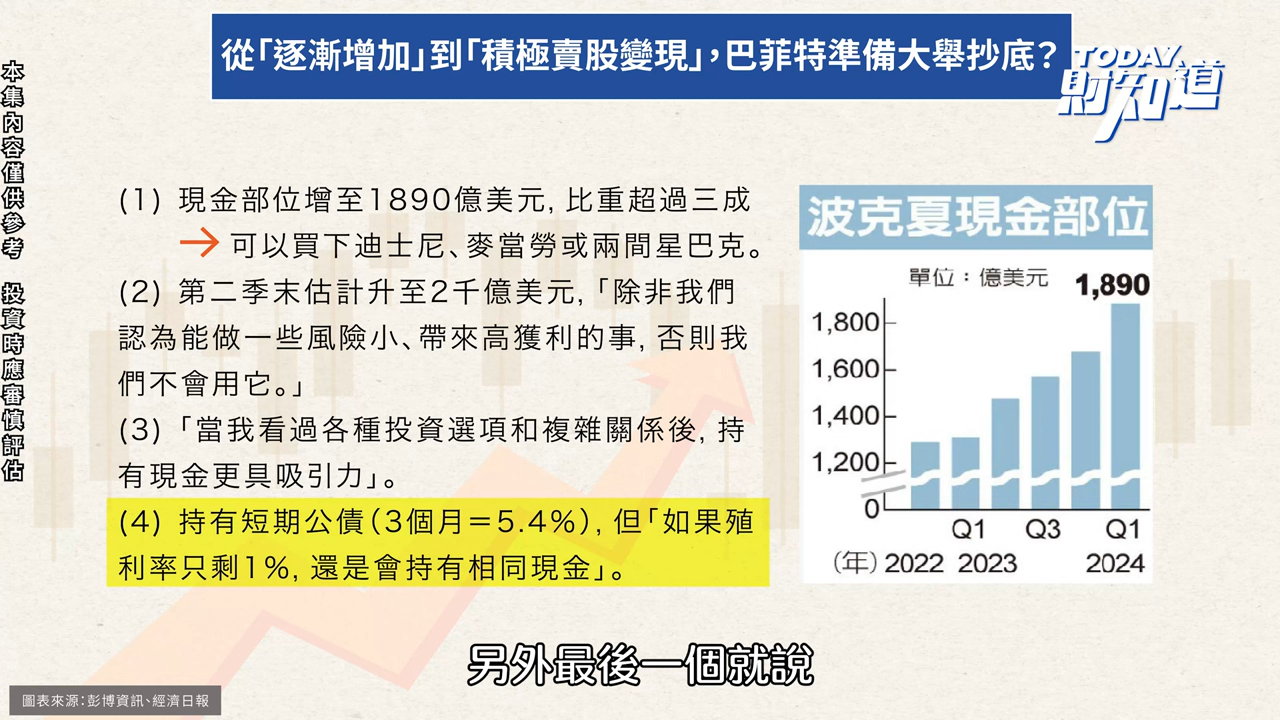 從「逐漸增加」到「積極賣股變現」,巴菲特準備大舉抄底?
TODAY
財知道
本集內容僅供參考 投資時應審慎評估
(1) 現金部位增至1890億美元, 比重超過三成
→ 可以買下迪士尼、麥當勞或兩間星巴克。
(2) 第二季末估計升至2千億美元,「除非我們
認為能做一些風險小、帶來高獲利的事, 否則我
們不會用它。」
(3)「當我看過各種投資選項和複雜關係後, 持
有現金更具吸引力」。
(4) 持有短期公債(3個月=5.4%), 但「如果殖
利率只剩1%, 還是會持有相同現金」。
波克夏現金部位
單位:億美元
1,890
1,800
1,600
1,400
1,200
0
Q1 Q3 Q1
(年) 2022 2023 2024
另外最後一個就說
圖表來源:彭博資訊、經濟日報